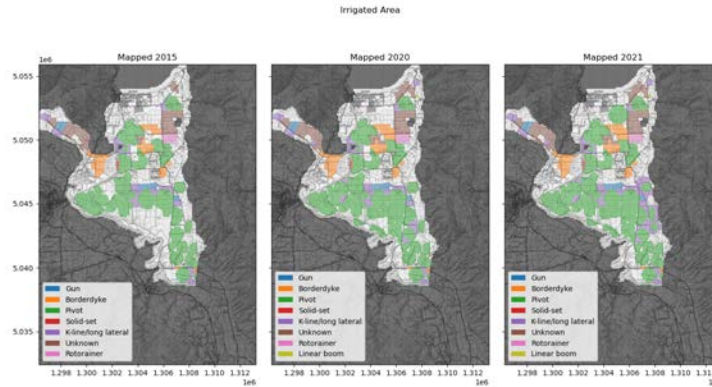 Irrigated Area
Mapped 2015
Mapped 2020
Mapped 2021
1e6
5.055
5.050
5.045
5.040
5.035
Gun
Borderdyke
Pivot
Solid-set
K-line/long lateral
Unknown
Rotorainer
Gun
Borderdyke
Pivot
Solid-set
K-line/long lateral
Unknown
Rotorainer
Linear boom
Gun
Borderdyke
Pivot
Solid-set
K-line/long lateral
Unknown
Rotorainer
Linear boom
1.298 1.300 1.302 1.304 1.306 1.308 1.310 1.312
1e6
1.298 1.300 1.302 1.304 1.306 1.308 1.310 1.312
1e6
1.298 1.300 1.302 1.304 1.306 1.308 1.310 1.312